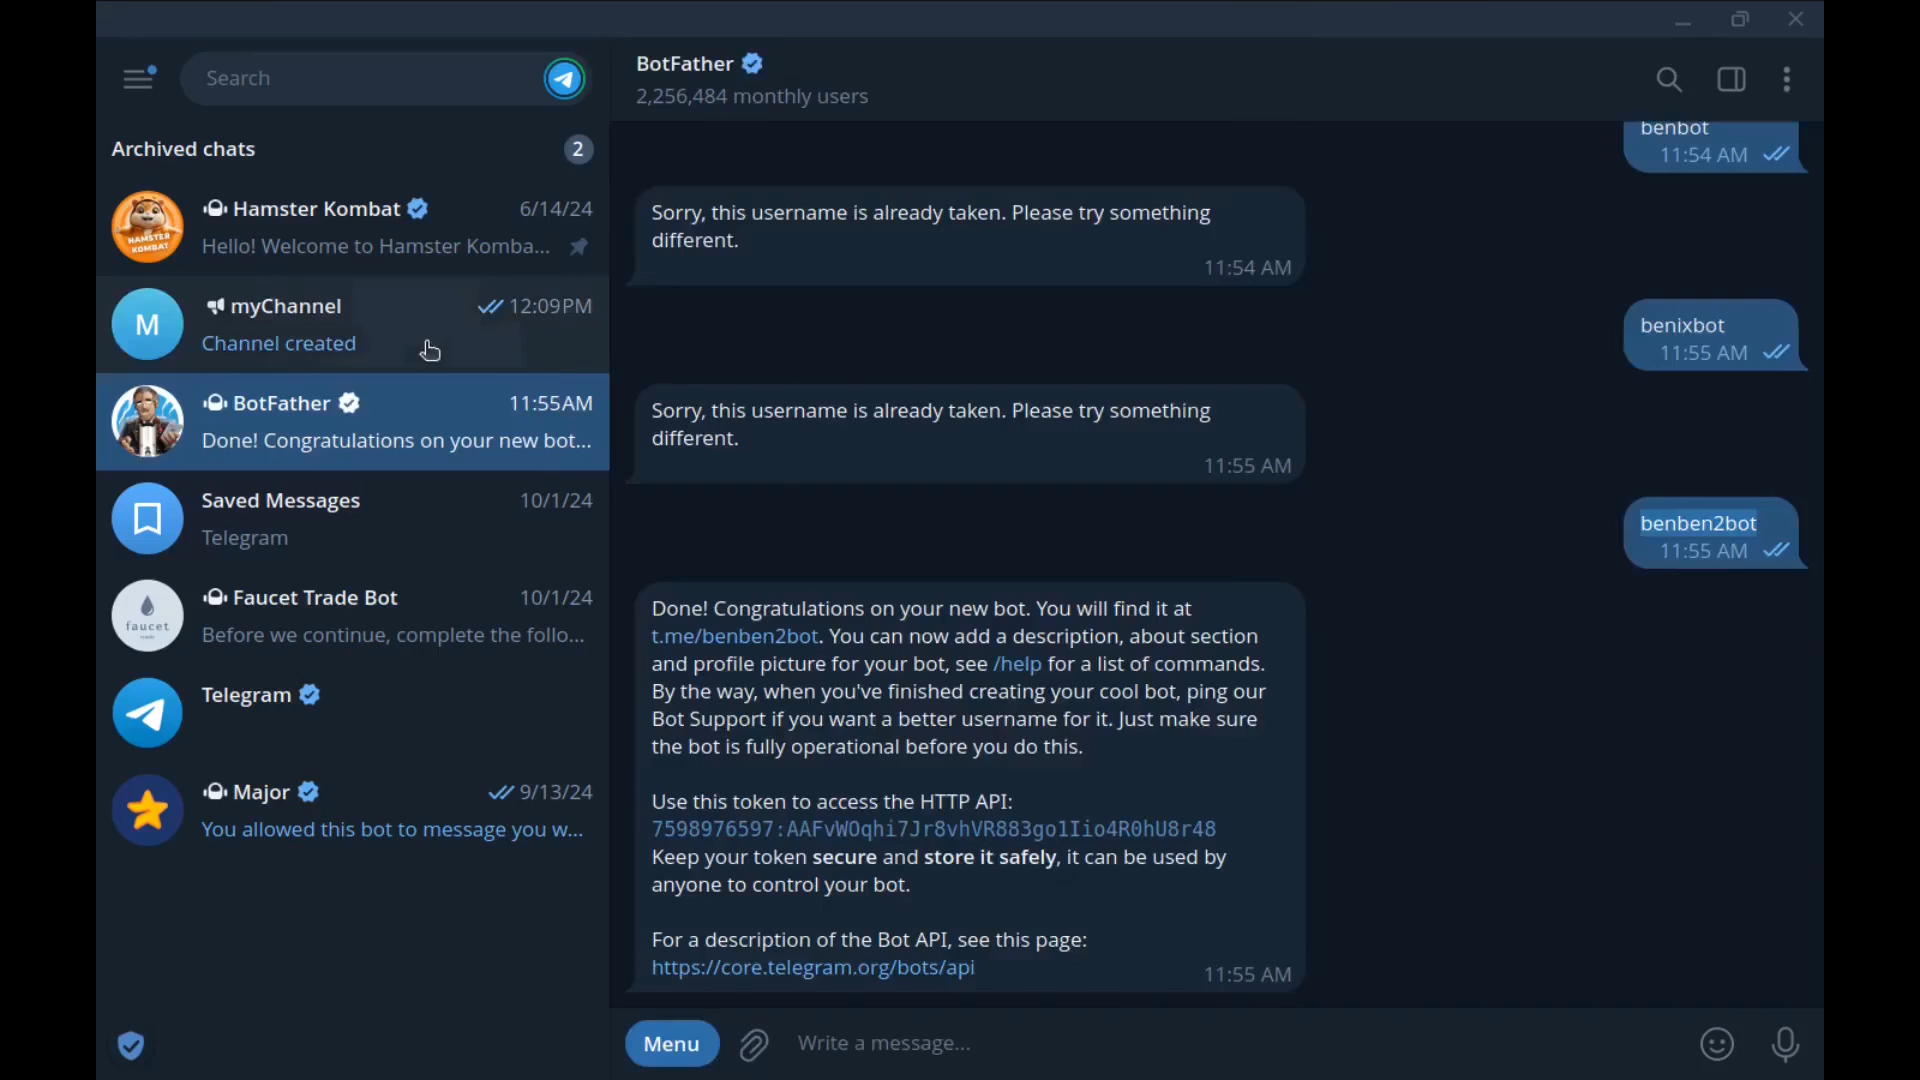 Search
Archived chats
2
HAMSTER
KOMBAT
Hamster Kombat
6/14/24
Hello! Welcome to Hamster Komba...
M
myChannel
12:09PM
Channel created
BotFather
11:55AM
Done! Congratulations on your new bot...
Saved Messages
10/1/24
Telegram
faucet
Faucet Trade Bot
10/1/24
Before we continue, complete the follo...
Telegram
Major
9/13/24
You allowed this bot to message you w...
BotFather
2,256,484 monthly users
benbot
11:54 AM
Sorry, this username is already taken. Please try something
different.
11:54 AM
benixbot
11:55 AM
Sorry, this username is already taken. Please try something
different.
11:55 AM
benben2bot
11:55 AM
Done! Congratulations on your new bot. You will find it at
t.me/benben2bot. You can now add a description, about section
and profile picture for your bot, see /help for a list of commands.
By the way, when you've finished creating your cool bot, ping our
Bot Support if you want a better username for it. Just make sure
the bot is fully operational before you do this.
Use this token to access the HTTP API:
7598976597:AAFvWOqhi7Jr8vhVR883go1Iio4R0hU8r48
Keep your token secure and store it safely, it can be used by
anyone to control your bot.
For a description of the Bot API, see this page:
https://core.telegram.org/bots/api
11:55 AM
Menu
Write a message...